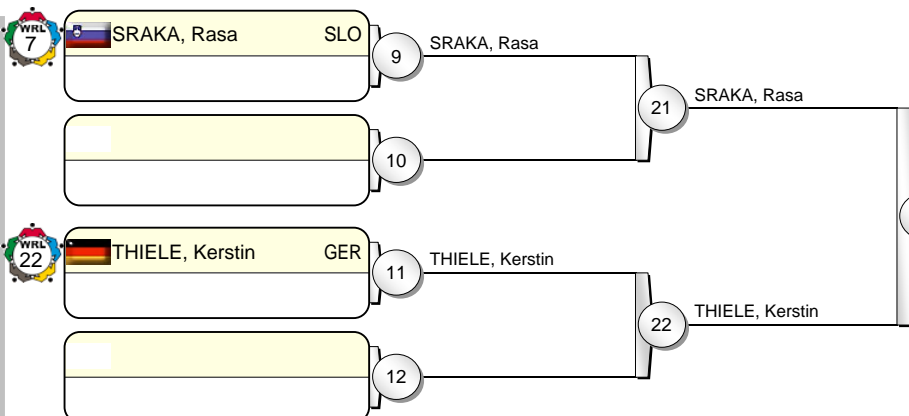 WRL
7
SRAKA, Rasa SLO
9
SRAKA, Rasa
21
SRAKA, Rasa
10
WRL
22
THIELE, Kerstin GER
11
THIELE, Kerstin
22
THIELE, Kerstin
12